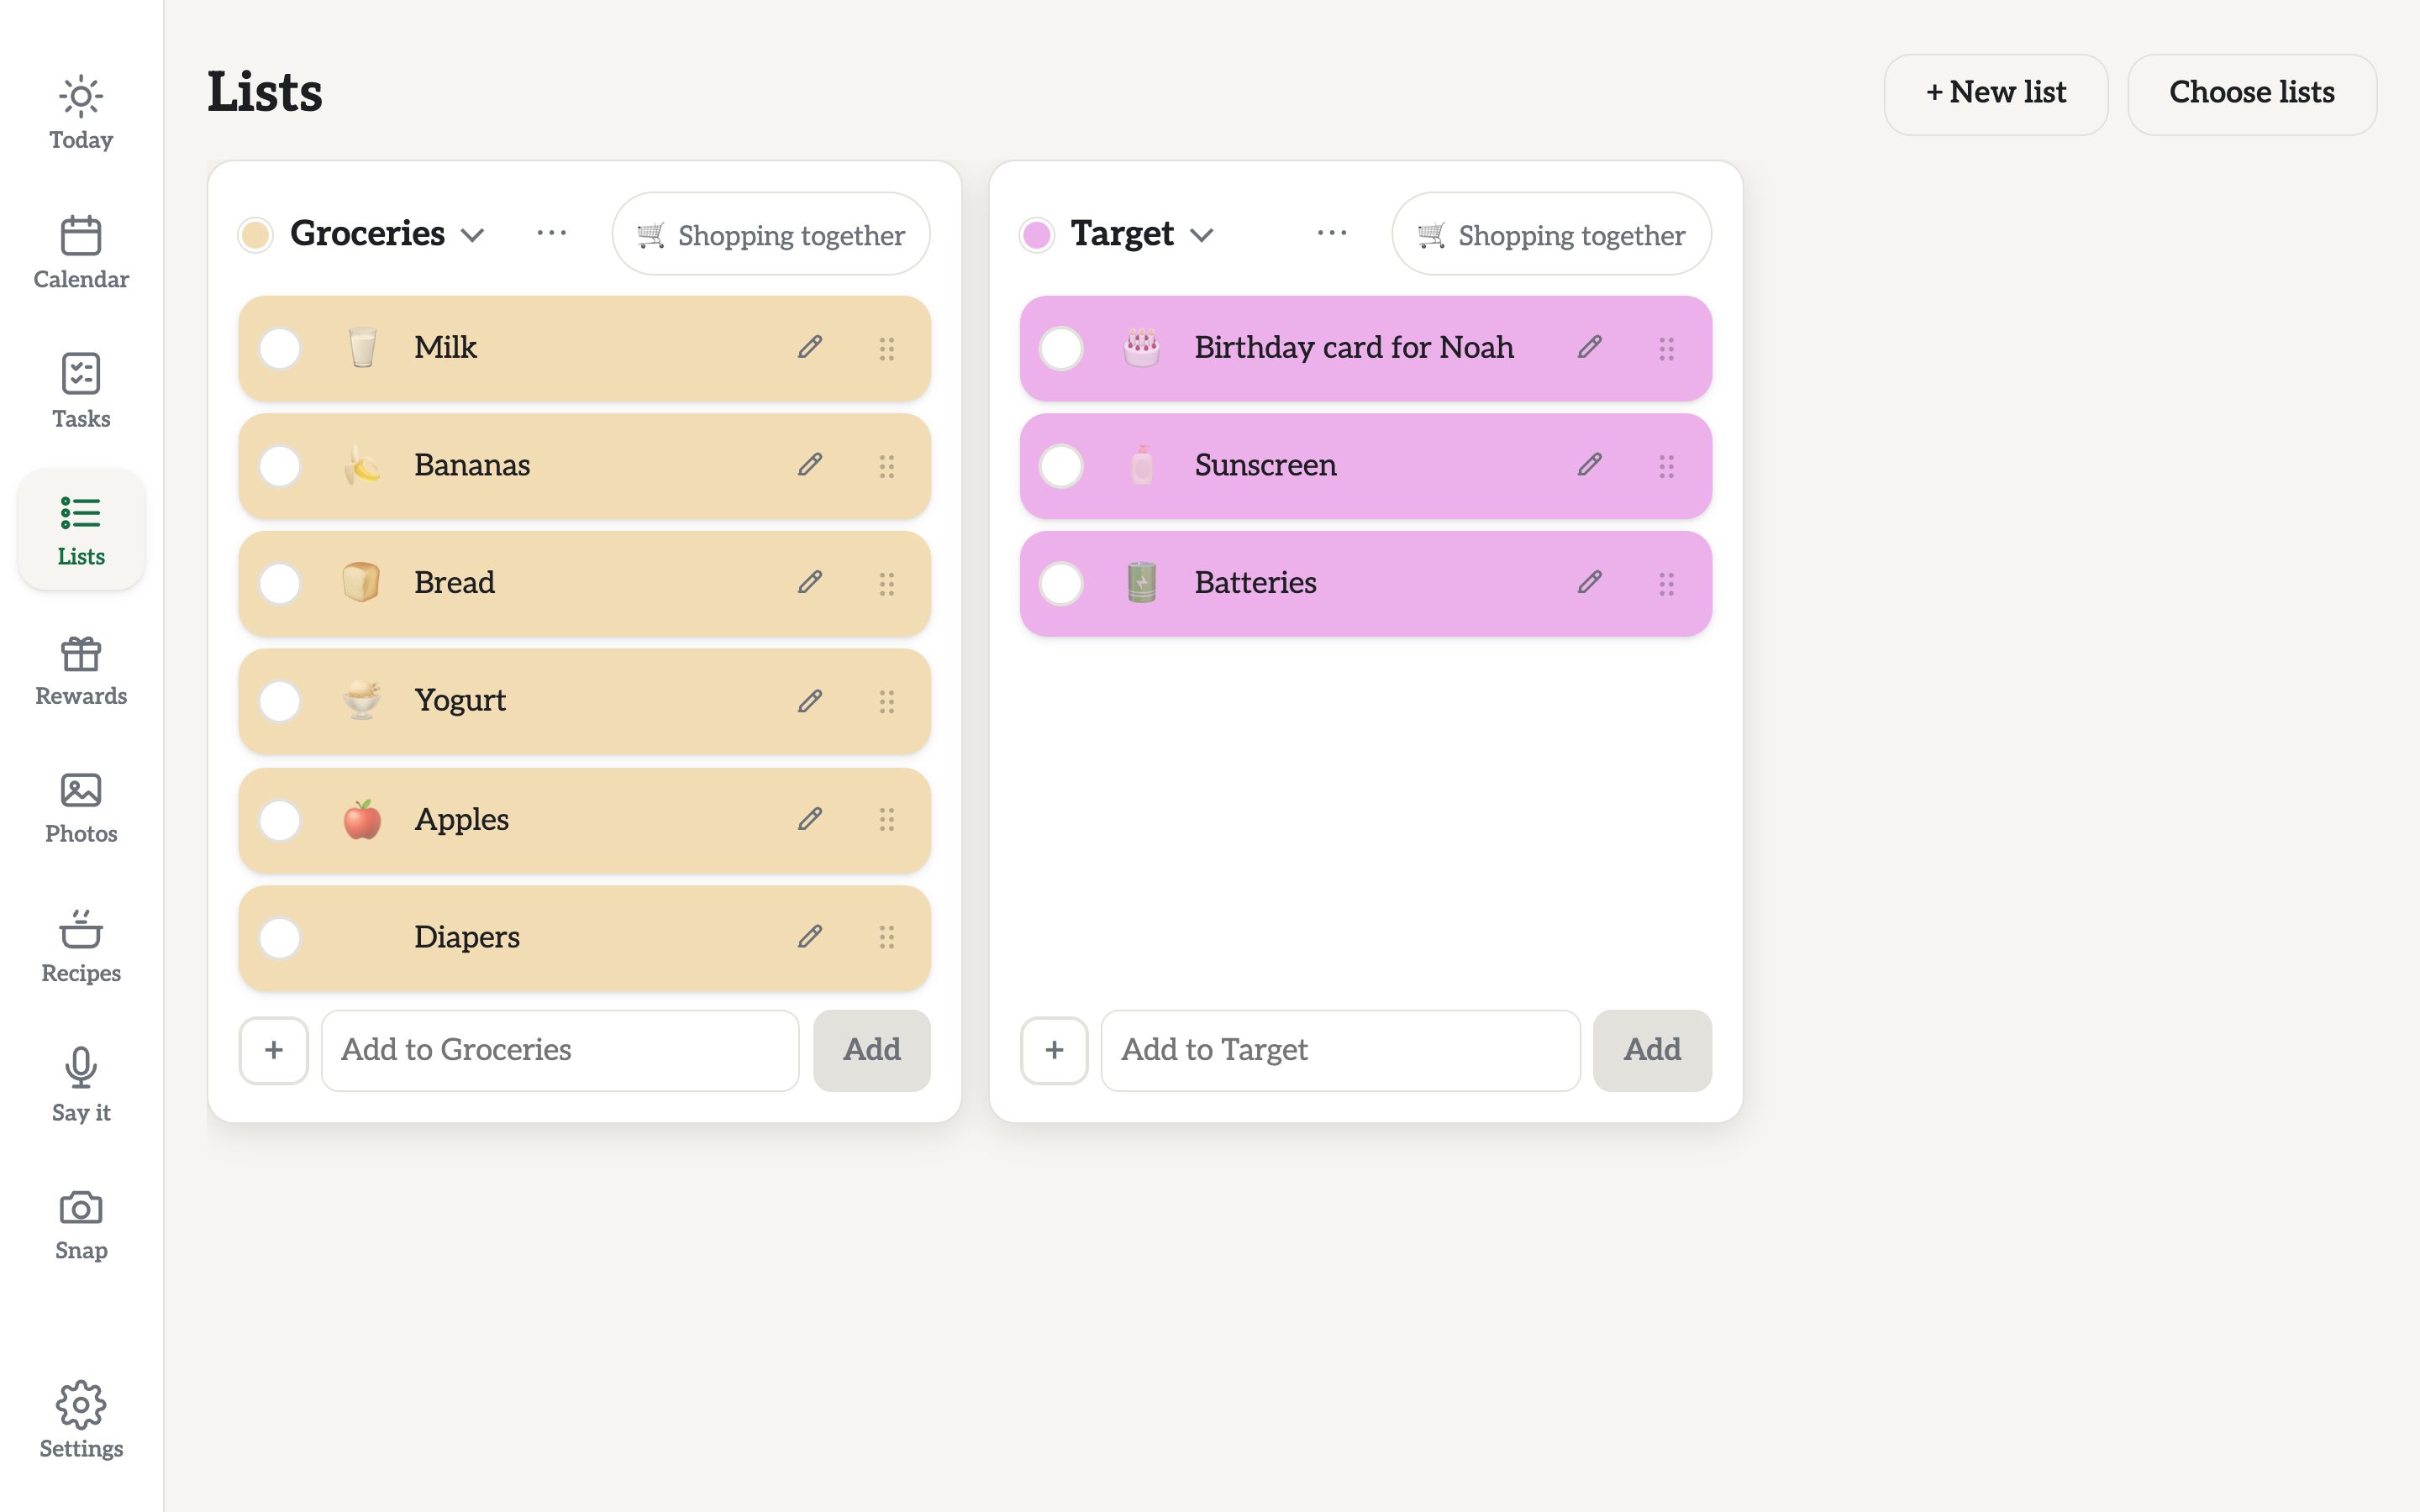 Today
Calendar
Tasks
Lists
Rewards
Photos
Recipes
Say it
Snap
Settings
Lists
+ New list
Choose lists
Groceries
Shopping together
Milk
Bananas
Bread
Yogurt
Apples
Diapers
+
Add to Groceries
Add
Target
Shopping together
Birthday card for Noah
Sunscreen
Batteries
+
Add to Target
Add